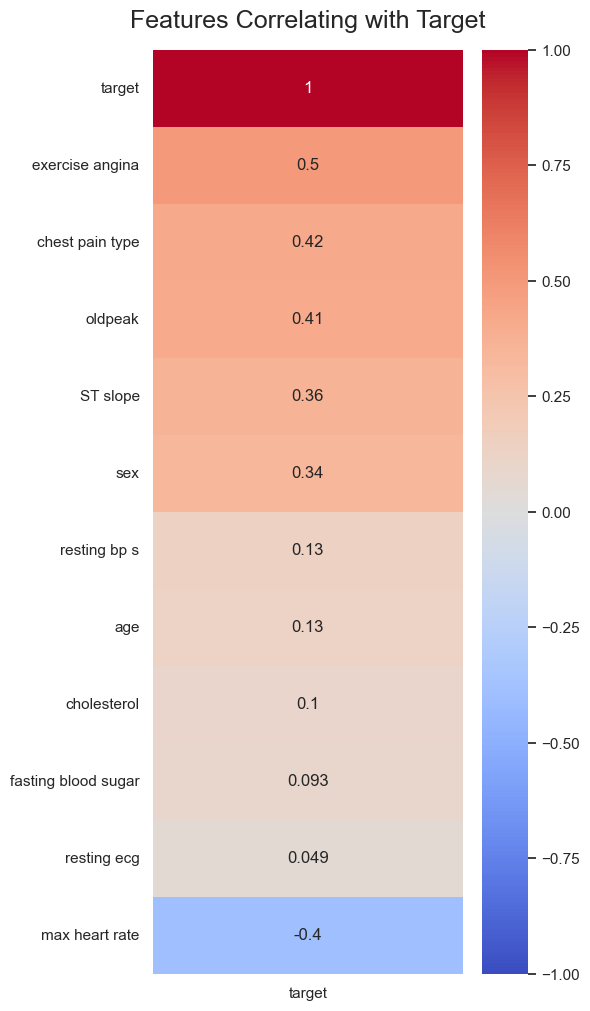 Features Correlating with Target
target
1
exercise angina
0.5
chest pain type
0.42
oldpeak
0.41
ST slope
0.36
sex
0.34
resting bp s
0.13
age
0.13
cholesterol
0.1
fasting blood sugar
0.093
resting ecg
0.049
max heart rate
-0.4
target
1.00
0.75
0.50
0.25
0.00
−0.25
−0.50
−0.75
−1.00